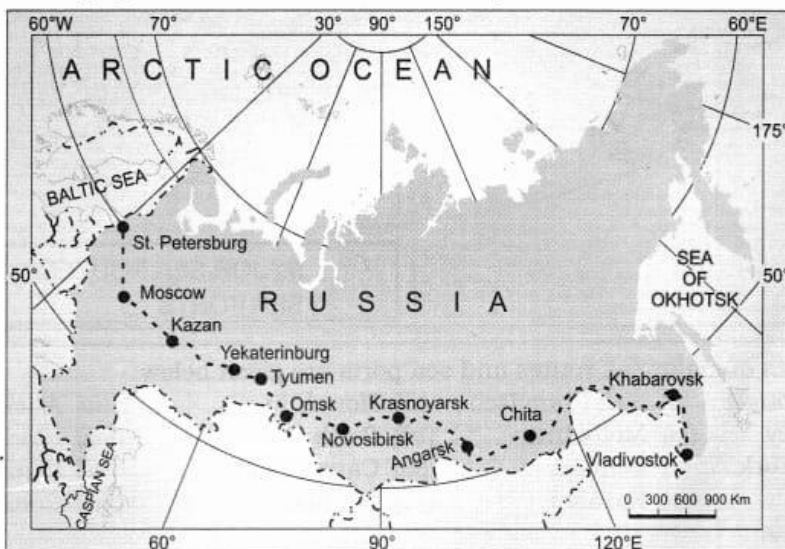 60°W 70° 30° 90° 150° 70° 60°E
ARCTIC OCEAN
175°
BALTIC SEA
St. Petersburg
SEA
OF
OKHOTSK
50° 50°
Moscow
RUSSIA
Kazan
Yekaterinburg
Tyumen
Khabarovsk
Omsk
Krasnoyarsk
Chita
Novosibirsk
Angarsk
Vladivostok
CASPIAN SEA
0 300 600 900 Km
60° 90° 120°E